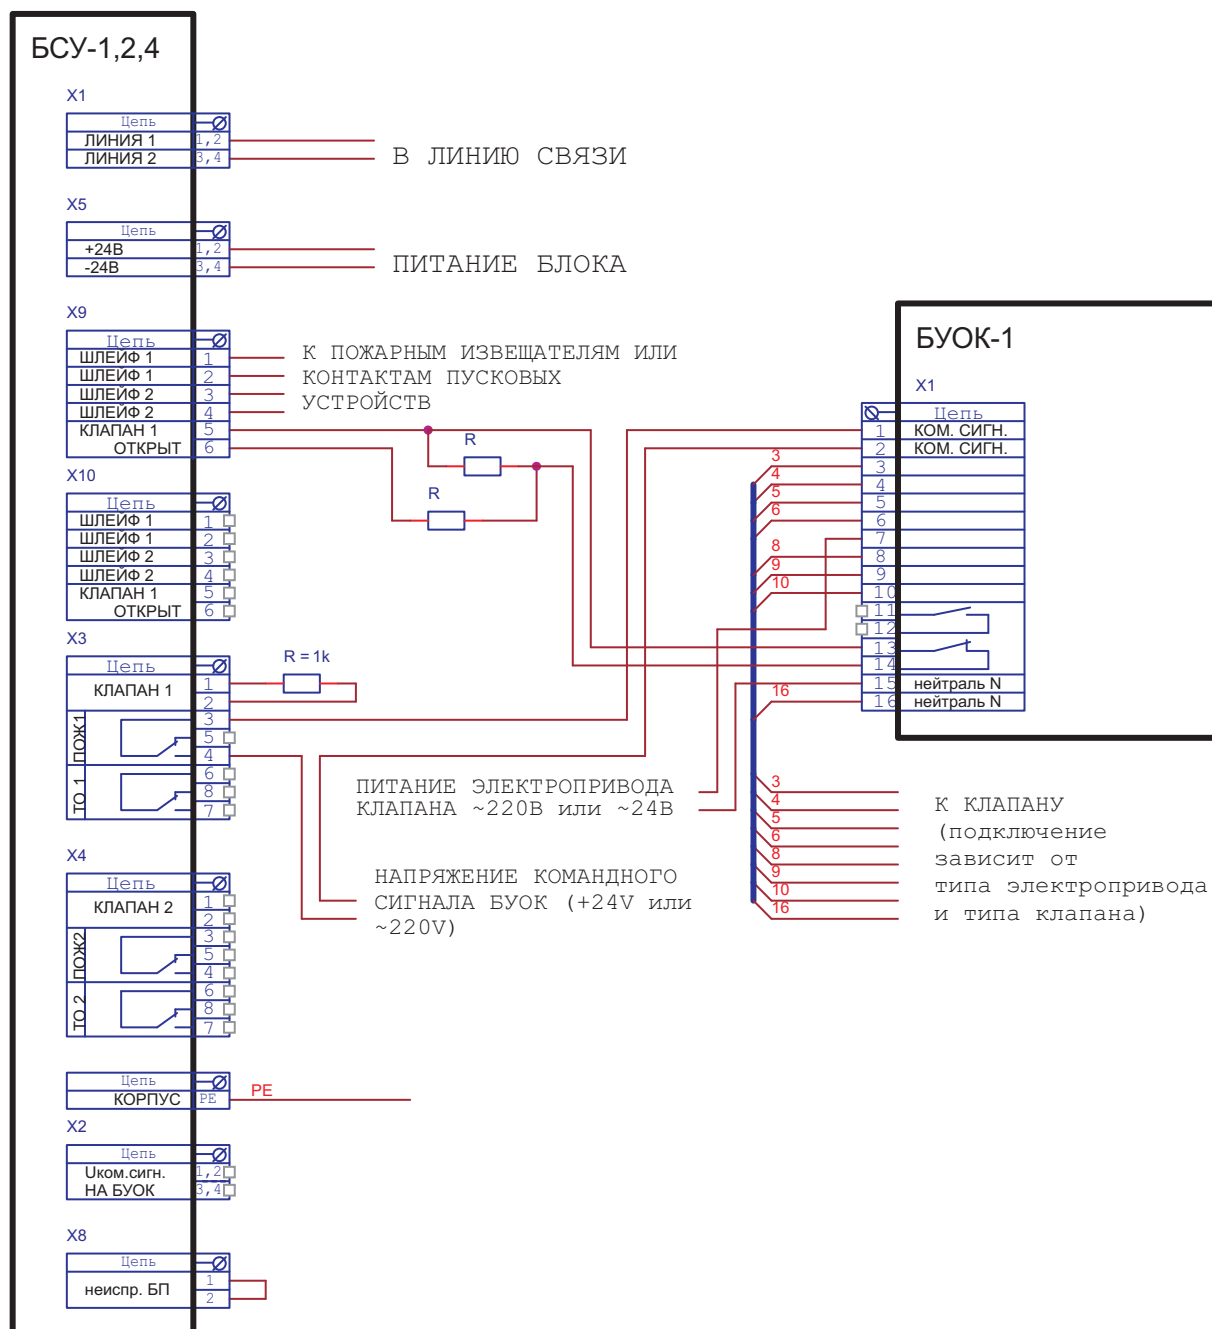 БСУ-1,2,4
X1
Цепь
ЛИНИЯ 1 1,2
ЛИНИЯ 2 3,4
В ЛИНИЮ СВЯЗИ
X5
Цепь
+24В 1,2
-24В 3,4
ПИТАНИЕ БЛОКА
X9
Цепь
ШЛЕЙФ 1 1
ШЛЕЙФ 1 2
ШЛЕЙФ 2 3
ШЛЕЙФ 2 4
КЛАПАН 1 5
ОТКРЫТ 6
К ПОЖАРНЫМ ИЗВЕЩАТЕЛЯМ ИЛИ
КОНТАКТАМ ПУСКОВЫХ
УСТРОЙСТВ
R
R
X10
Цепь
ШЛЕЙФ 1 1
ШЛЕЙФ 1 2
ШЛЕЙФ 2 3
ШЛЕЙФ 2 4
КЛАПАН 1 5
ОТКРЫТ 6
X3
Цепь
КЛАПАН 1
1
2
ПОЖ1
3
5
4
ТО 1
6
8
7
R = 1k
X4
Цепь
КЛАПАН 2
1
2
ПОЖ2
3
5
4
ТО 2
6
8
7
Цепь
КОРПУС PE
PE
X2
Цепь
Uком.сигн. 1,2
НА БУОК 3,4
X8
Цепь
неиспр. БП
1
2
ПИТАНИЕ ЭЛЕКТРОПРИВОДА
КЛАПАНА ~220В или ~24В
НАПРЯЖЕНИЕ КОМАНДНОГО
СИГНАЛА БУОК (+24V или
~220V)
БУОК-1
X1
Цепь
1 КОМ. СИГН.
2 КОМ. СИГН.
3
4
5
6
7
8
9
10
11
12
13
14
15 нейтраль N
16 нейтраль N
3
4
5
6
8
9
10
16
3
4
5
6
8
9
10
16
К КЛАПАНУ
(подключение
зависит от
типа электропривода
и типа клапана)